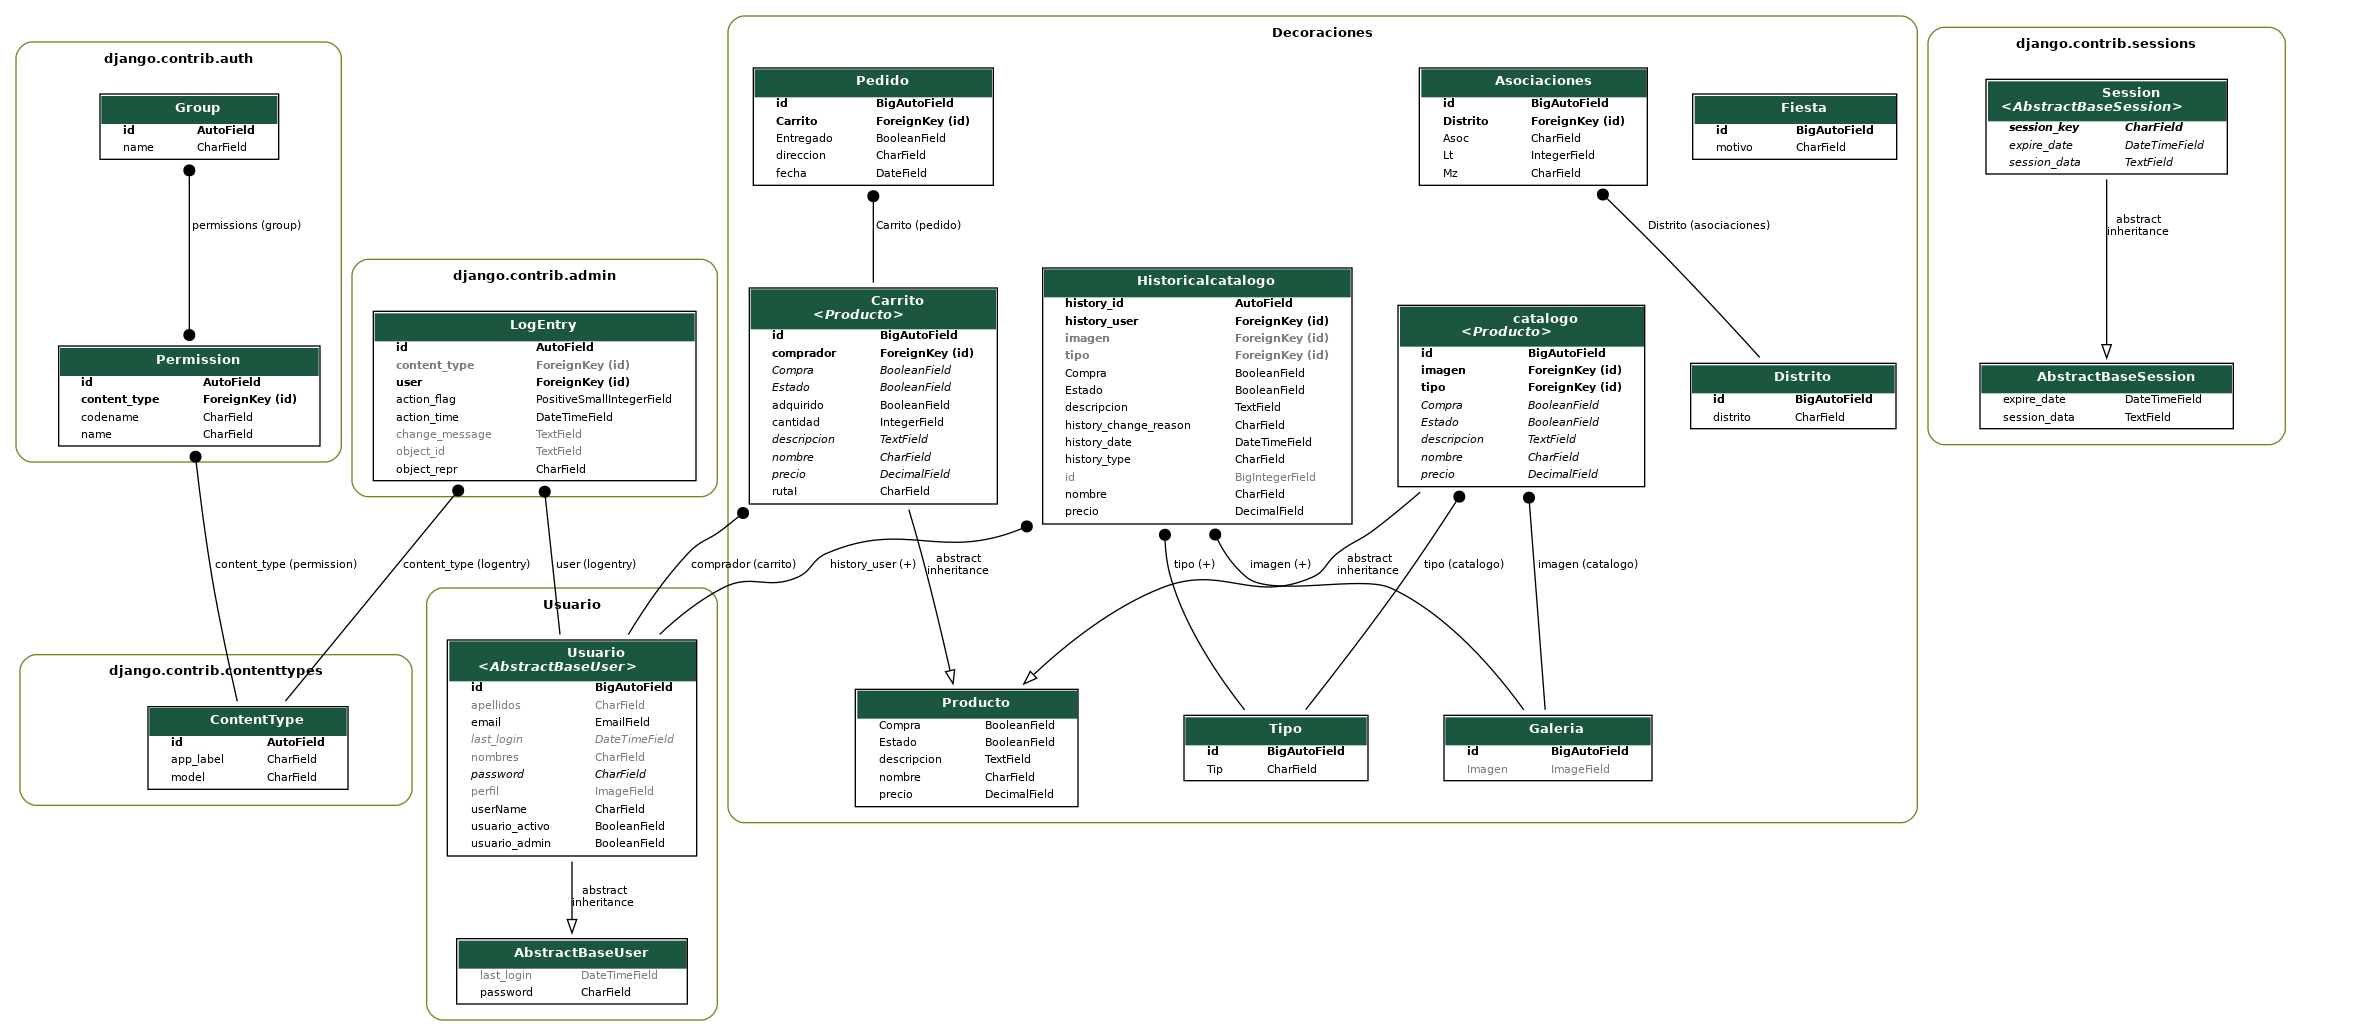 django.contrib.auth
Group
id AutoField
name CharField
permissions (group)
Permission
id AutoField
content_type ForeignKey (id)
codename CharField
name CharField
django.contrib.admin
LogEntry
id AutoField
content_type ForeignKey (id)
user ForeignKey (id)
action_flag PositiveSmallIntegerField
action_time DateTimeField
change_message TextField
object_id TextField
object_repr CharField
content_type (permission)
content_type (logentry)
user (logentry)
django.contrib.contenttypes
ContentType
id AutoField
app_label CharField
model CharField
Usuario
Usuario
<AbstractBaseUser>
id BigAutoField
apellidos CharField
email EmailField
last_login DateTimeField
nombres CharField
password CharField
perfil ImageField
userName CharField
usuario_activo BooleanField
usuario_admin BooleanField
abstract
inheritance
AbstractBaseUser
last_login DateTimeField
password CharField
Decoraciones
Pedido
id BigAutoField
Carrito ForeignKey (id)
Entregado BooleanField
direccion CharField
fecha DateField
Carrito (pedido)
Carrito
<Producto>
id BigAutoField
comprador ForeignKey (id)
Compra BooleanField
Estado BooleanField
adquirido BooleanField
cantidad IntegerField
descripcion TextField
nombre CharField
precio DecimalField
rutaI CharField
Historicalcatalogo
history_id AutoField
history_user ForeignKey (id)
imagen ForeignKey (id)
tipo ForeignKey (id)
Compra BooleanField
Estado BooleanField
descripcion TextField
history_change_reason CharField
history_date DateTimeField
history_type CharField
id BigIntegerField
nombre CharField
precio DecimalField
Asociaciones
id BigAutoField
Distrito ForeignKey (id)
Asoc CharField
Lt IntegerField
Mz CharField
Distrito (asociaciones)
Fiesta
id BigAutoField
motivo CharField
catalogo
<Producto>
id BigAutoField
imagen ForeignKey (id)
tipo ForeignKey (id)
Compra BooleanField
Estado BooleanField
descripcion TextField
nombre CharField
precio DecimalField
Distrito
id BigAutoField
distrito CharField
comprador (carrito)
history_user (+)
abstract
inheritance
tipo (+)
imagen (+)
abstract
inheritance
tipo (catalogo)
imagen (catalogo)
Producto
Compra BooleanField
Estado BooleanField
descripcion TextField
nombre CharField
precio DecimalField
Tipo
id BigAutoField
Tip CharField
Galeria
id BigAutoField
Imagen ImageField
django.contrib.sessions
Session
<AbstractBaseSession>
session_key CharField
expire_date DateTimeField
session_data TextField
abstract
inheritance
AbstractBaseSession
expire_date DateTimeField
session_data TextField